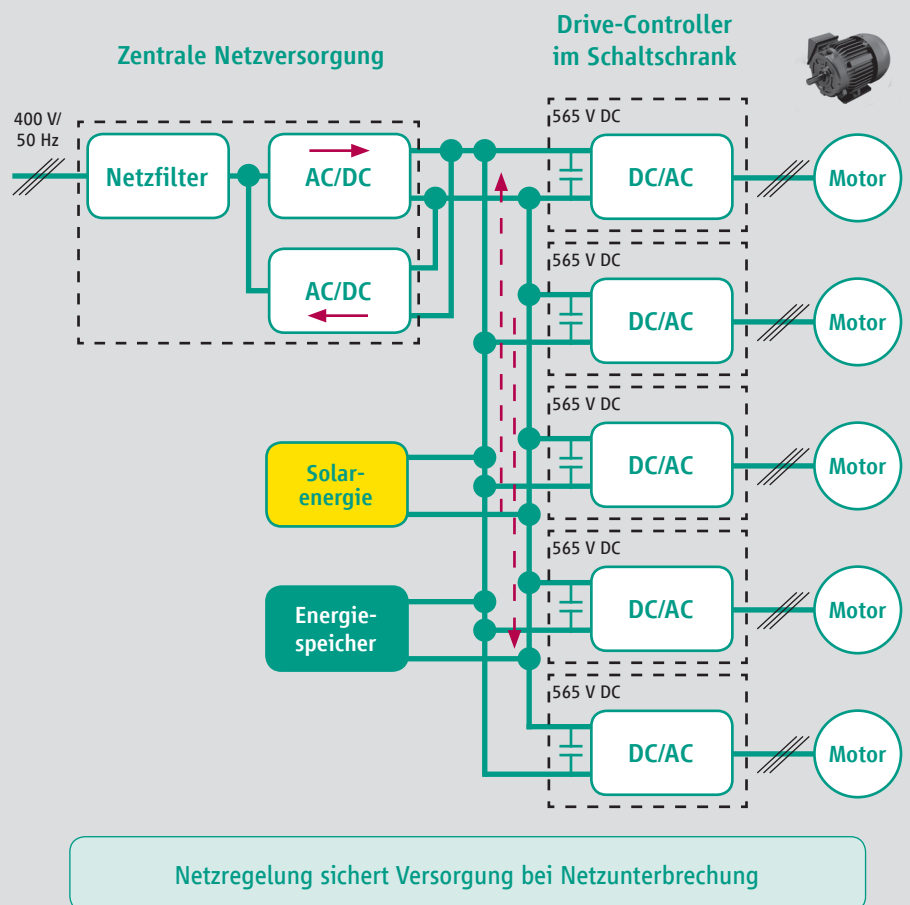 Zentrale Netzversorgung
Drive-Controller
im Schaltschrank
400 V/
50 Hz
Netzfilter
AC/DC
AC/DC
565 V DC
DC/AC
Motor
565 V DC
DC/AC
Motor
565 V DC
DC/AC
Motor
Solar-
energie
565 V DC
DC/AC
Motor
Energie-
speicher
565 V DC
DC/AC
Motor
Netzregelung sichert Versorgung bei Netzunterbrechung